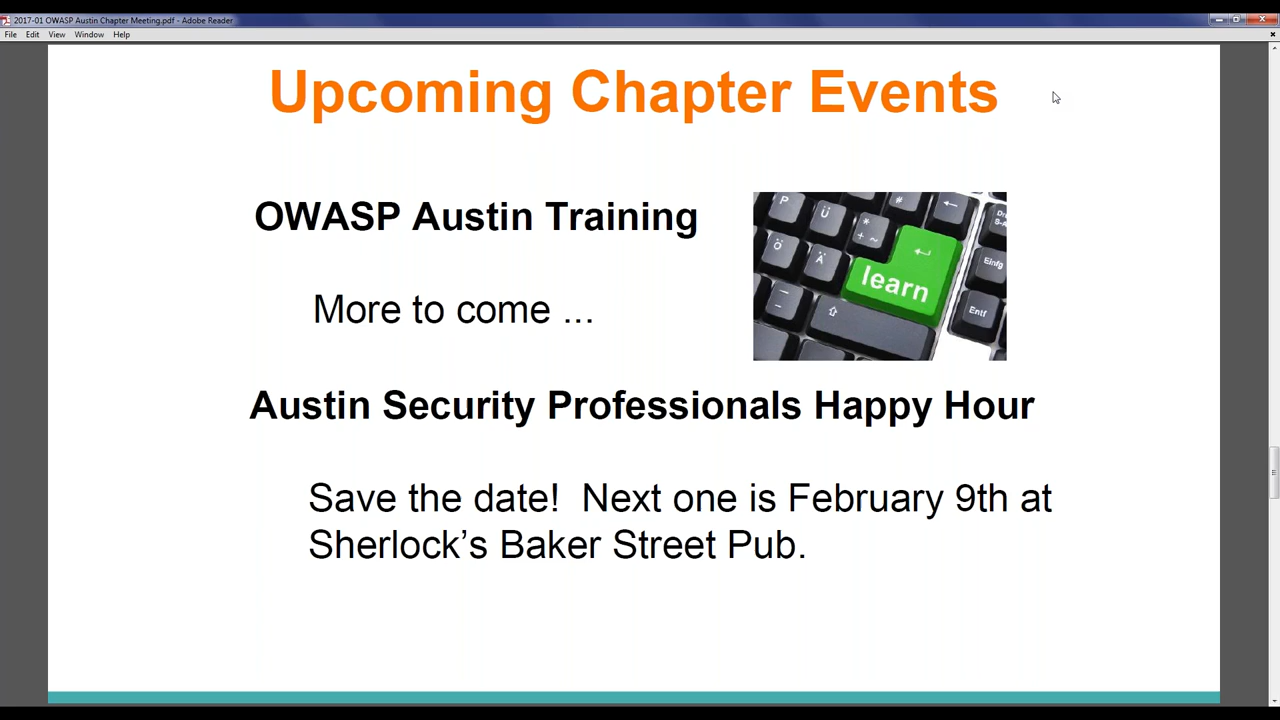 2017-01 OWASP Austin Chapter Meeting.pdf - Adobe Reader
File Edit View Window Help
Upcoming Chapter Events
OWASP Austin Training
More to come ...
P Ü * + ~ # ←
Ö Ä ↵
learn
Einfg
Entf
Austin Security Professionals Happy Hour
Save the date!  Next one is February 9th at
Sherlock’s Baker Street Pub.